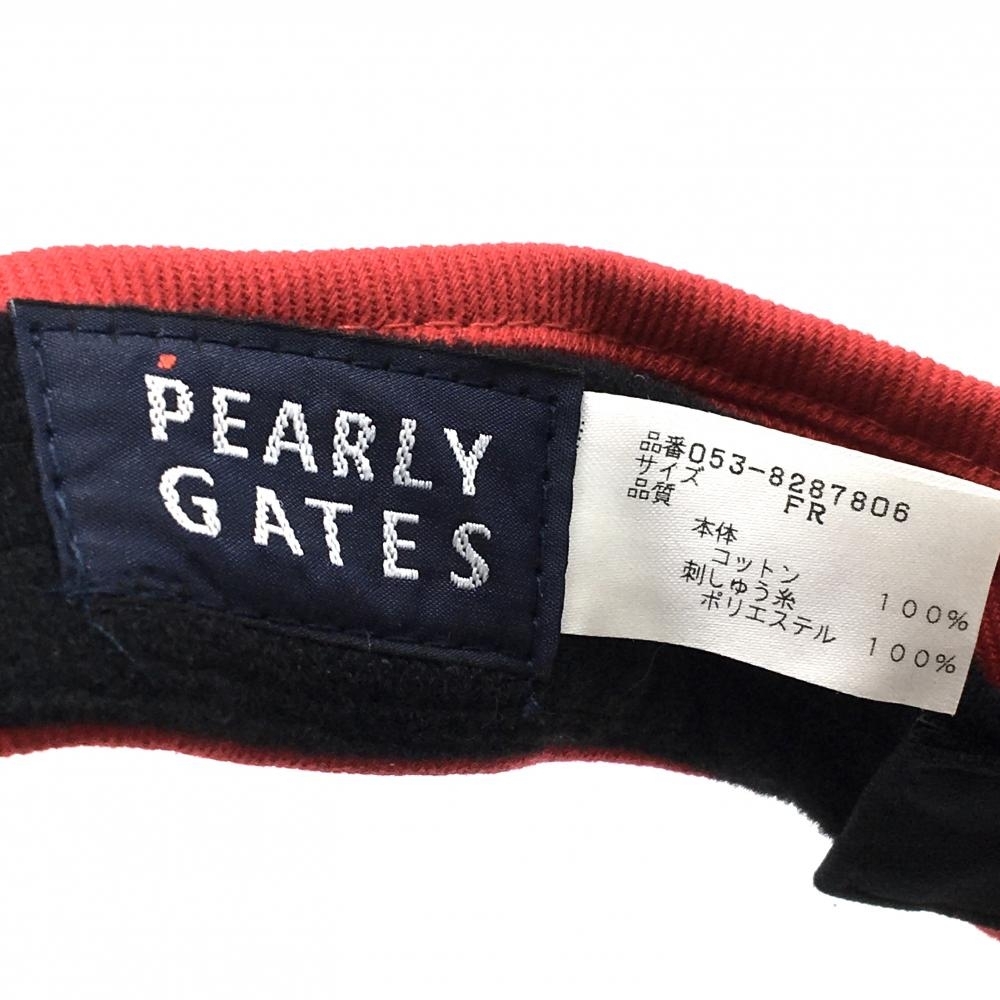 PEARLY
GATES
品番053-8287806
サイズ FR
品質
本体
コットン 100%
刺しゅう糸
ポリエステル 100%